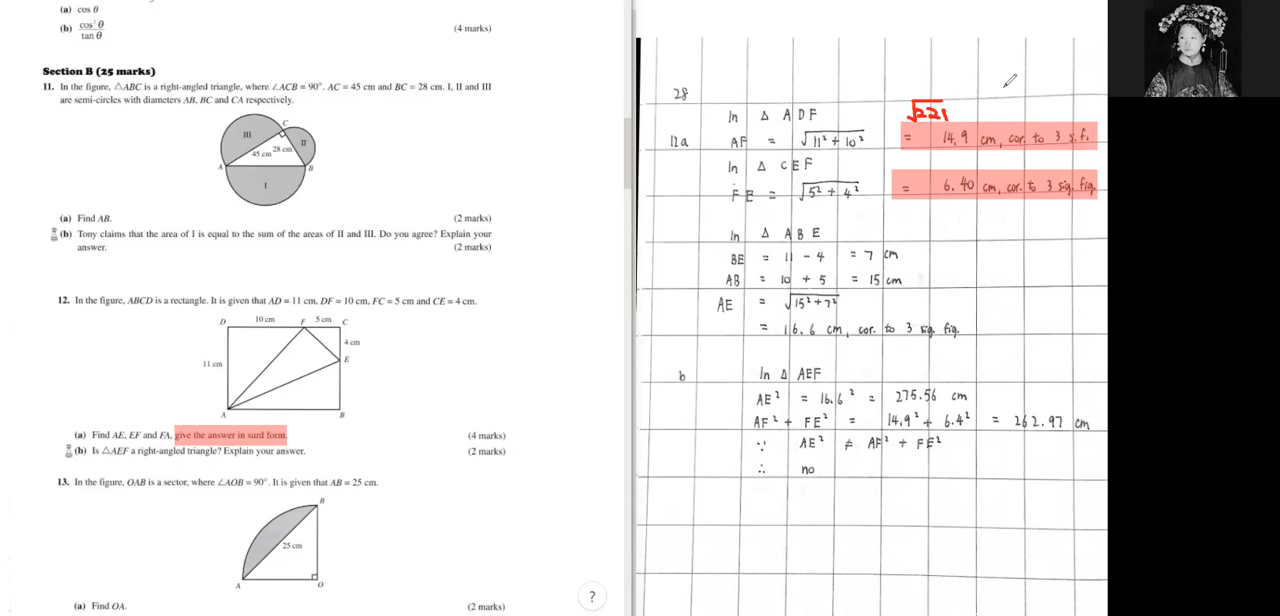 (a) cos θ
(b) cos² θ / tan θ (4 marks)
Section B (25 marks)
11. In the figure, △ABC is a right-angled triangle, where ∠ACB = 90°. AC = 45 cm and BC = 28 cm. I, II and III
are semi-circles with diameters AB, BC and CA respectively.
C
III
II
28 cm
45 cm
A
B
I
(a) Find AB. (2 marks)
(b) Tony claims that the area of I is equal to the sum of the areas of II and III. Do you agree? Explain your
answer. (2 marks)
12. In the figure, ABCD is a rectangle. It is given that AD = 11 cm, DF = 10 cm, FC = 5 cm and CE = 4 cm.
D 10 cm F 5 cm C
4 cm
E
11 cm
A B
(a) Find AE, EF and FA, give the answer in surd form. (4 marks)
(b) Is △AEF a right-angled triangle? Explain your answer. (2 marks)
13. In the figure, OAB is a sector, where ∠AOB = 90°. It is given that AB = 25 cm.
B
25 cm
A O
(a) Find OA. (2 marks)
?
28
In △ ADF
√221
11a AF = √11² + 10² = 14.9 cm, cor. to 3 s.f.
In △ CEF
FE = √5² + 4² = 6.40 cm, cor. to 3 sig. fig.
In △ ABE
BE = 11 - 4 = 7 cm
AB = 10 + 5 = 15 cm
AE = √15² + 7²
= 16.6 cm, cor. to 3 sig. fig.
b In △ AEF
AE² = 16.6² = 275.56 cm
AF² + FE² = 14.9² + 6.4² = 262.97 cm
∵ AE² ≠ AF² + FE²
∴ no